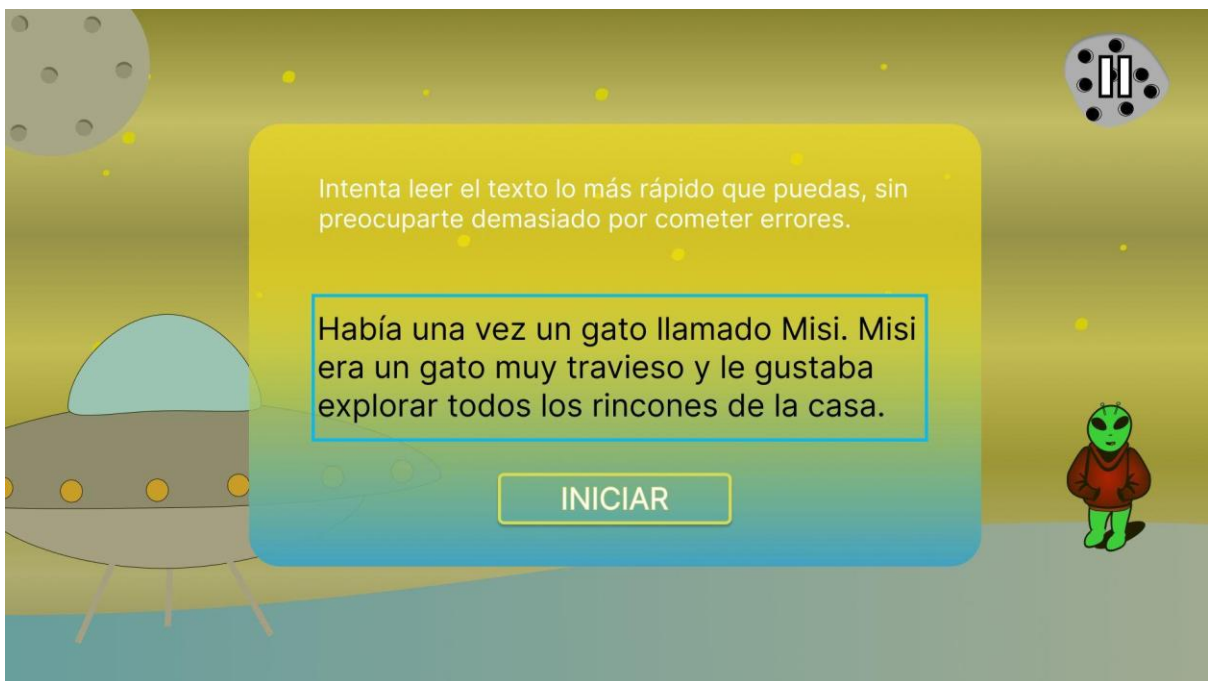 Intenta leer el texto lo más rápido que puedas, sin
preocuparte demasiado por cometer errores.
Había una vez un gato llamado Misi. Misi
era un gato muy travieso y le gustaba
explorar todos los rincones de la casa.
INICIAR